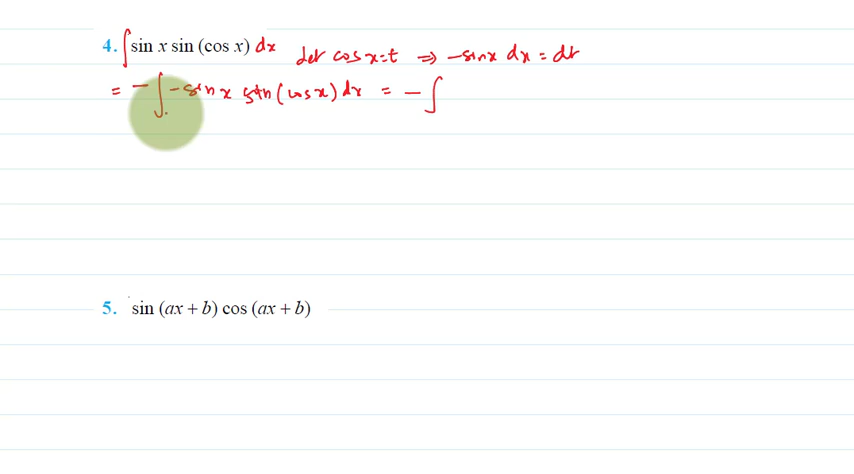 4. ∫ sin x sin (cos x) dx let cos x = t ⇒ -sin x dx = dt
= - ∫ - sin x sin (cos x) dx = - ∫
5. sin (ax + b) cos (ax + b)